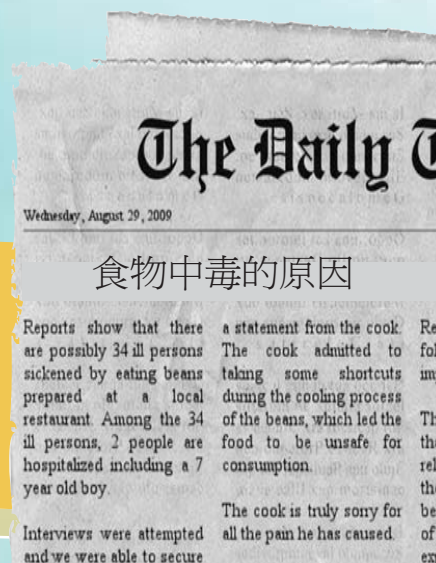 The Daily
Wednesday, August 29, 2009
食物中毒的原因
Reports show that there
are possibly 34 ill persons
sickened by eating beans
prepared at a local
restaurant. Among the 34
ill persons, 2 people are
hospitalized including a 7
year old boy.
Interviews were attempted
and we were able to secure
a statement from the cook.
The cook admitted to
taking some shortcuts
during the cooling process
of the beans, which led the
food to be unsafe for
consumption.
The cook is truly sorry for
all the pain he has caused.